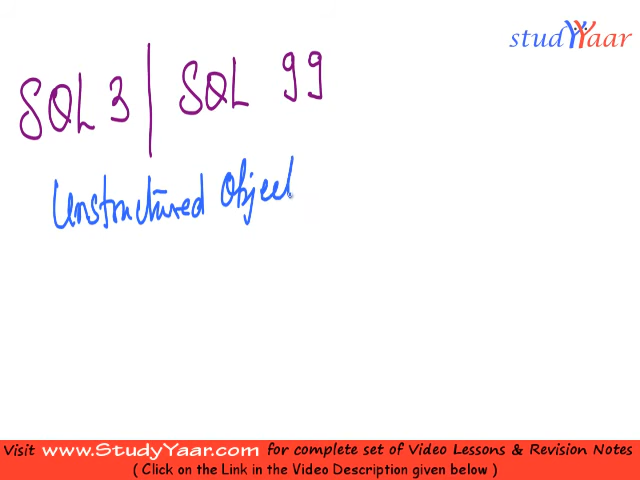 studYYaar
SQL 3 | SQL 99
Unstructured Object
Visit www.StudyYaar.com for complete set of Video Lessons & Revision Notes
( Click on the Link in the Video Description given below )